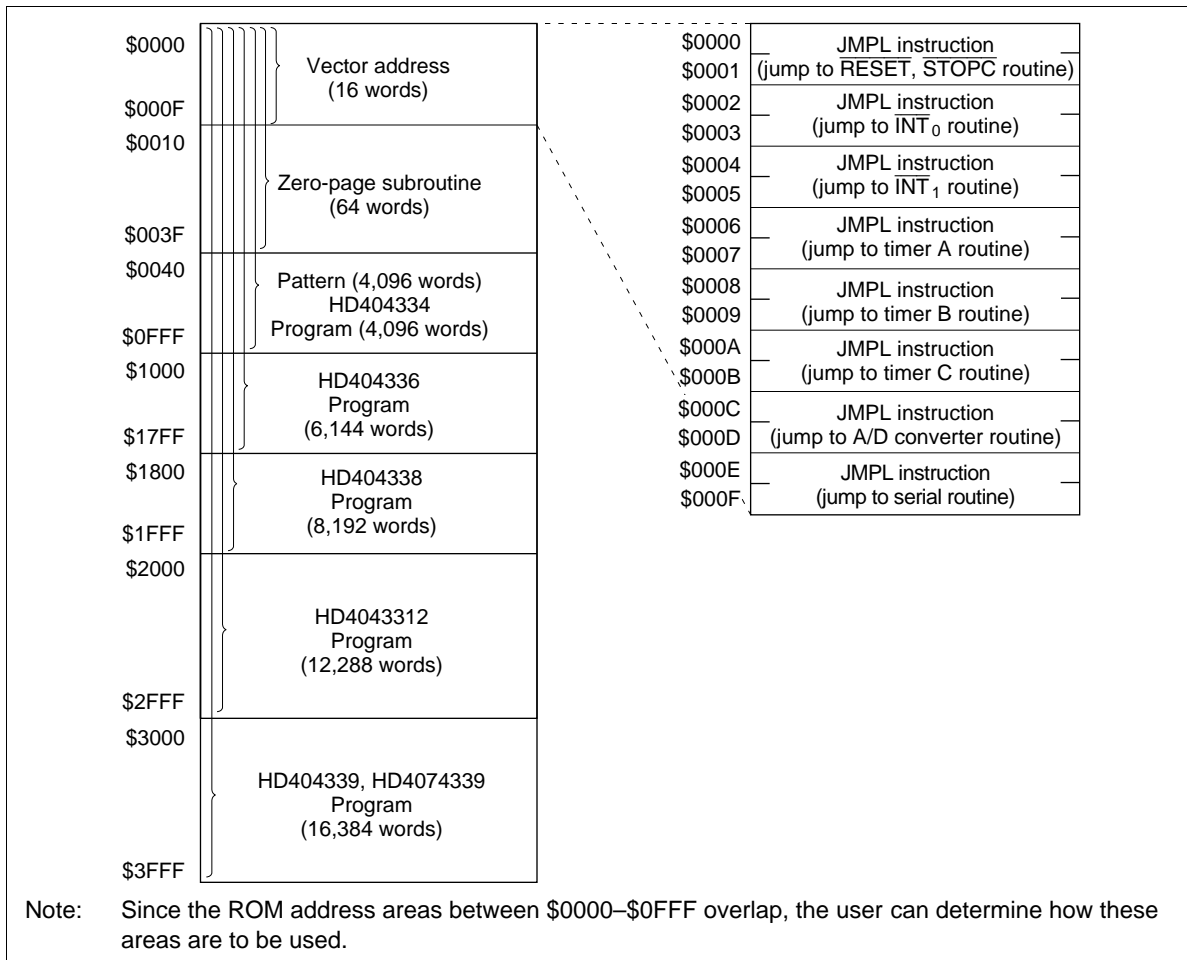 $0000
$000F
Vector address
(16 words)
$0010
$003F
Zero-page subroutine
(64 words)
$0040
$0FFF
Pattern (4,096 words)
HD404334
Program (4,096 words)
$1000
$17FF
HD404336
Program
(6,144 words)
$1800
$1FFF
HD404338
Program
(8,192 words)
$2000
$2FFF
HD4043312
Program
(12,288 words)
$3000
$3FFF
HD404339, HD4074339
Program
(16,384 words)
$0000
$0001
JMPL instruction
(jump to RESET, STOPC routine)
$0002
$0003
JMPL instruction
(jump to INT0 routine)
$0004
$0005
JMPL instruction
(jump to INT1 routine)
$0006
$0007
JMPL instruction
(jump to timer A routine)
$0008
$0009
JMPL instruction
(jump to timer B routine)
$000A
$000B
JMPL instruction
(jump to timer C routine)
$000C
$000D
JMPL instruction
(jump to A/D converter routine)
$000E
$000F
JMPL instruction
(jump to serial routine)
Note: Since the ROM address areas between $0000–$0FFF overlap, the user can determine how these
areas are to be used.